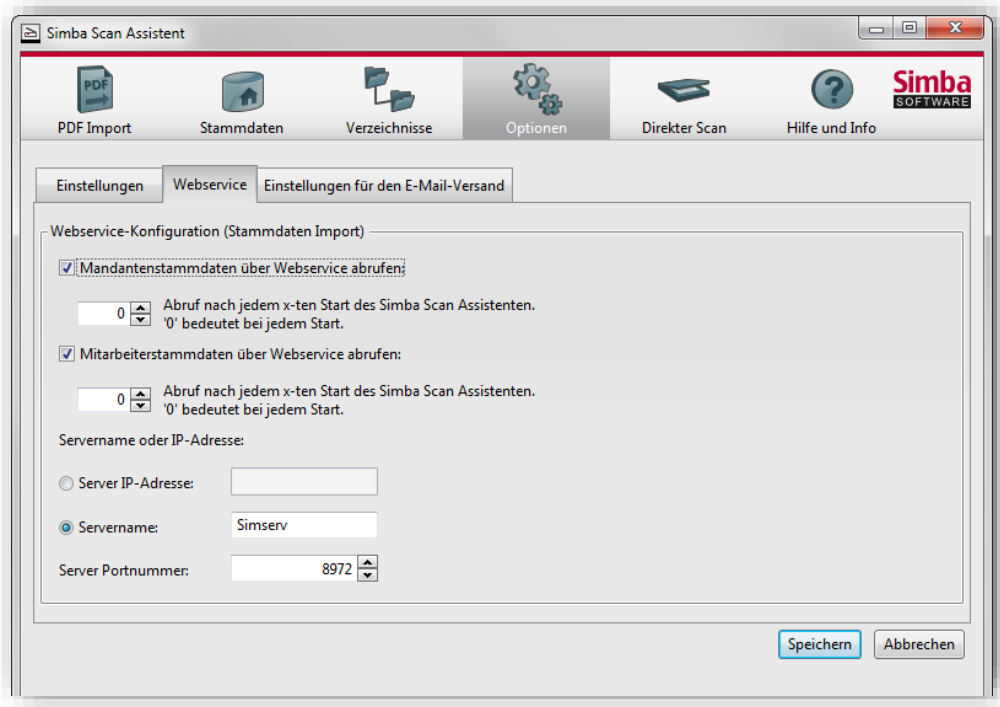 Simba Scan Assistent
PDF
PDF Import
Stammdaten
Verzeichnisse
Optionen
Direkter Scan
Hilfe und Info
Simba
SOFTWARE
Einstellungen
Webservice
Einstellungen für den E-Mail-Versand
Webservice-Konfiguration (Stammdaten Import)
Mandantenstammdaten über Webservice abrufen:
0
Abruf nach jedem x-ten Start des Simba Scan Assistenten.
'0' bedeutet bei jedem Start.
Mitarbeiterstammdaten über Webservice abrufen:
0
Abruf nach jedem x-ten Start des Simba Scan Assistenten.
'0' bedeutet bei jedem Start.
Servername oder IP-Adresse:
Server IP-Adresse:
Servername:
Simserv
Server Portnummer:
8972
Speichern
Abbrechen